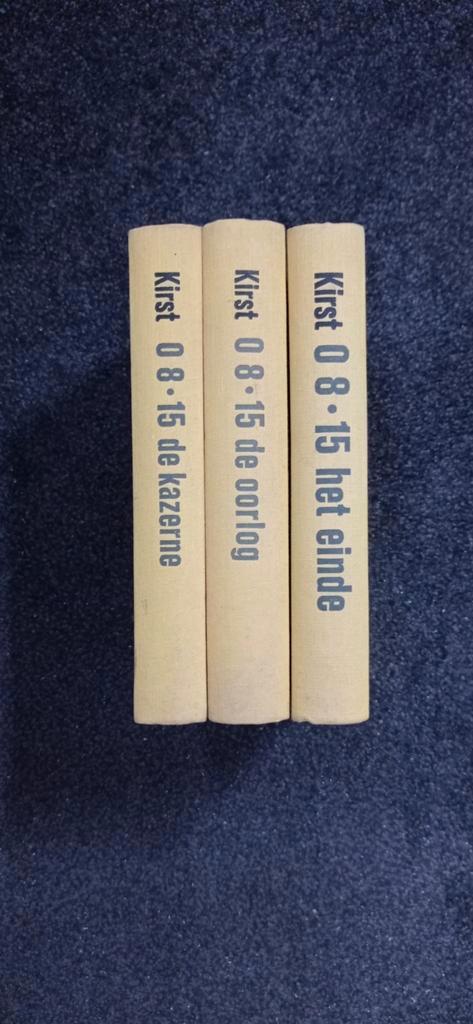 Kirst 0 8 • 15 de kazerne
Kirst 0 8 • 15 de oorlog
Kirst 0 8 • 15 het einde